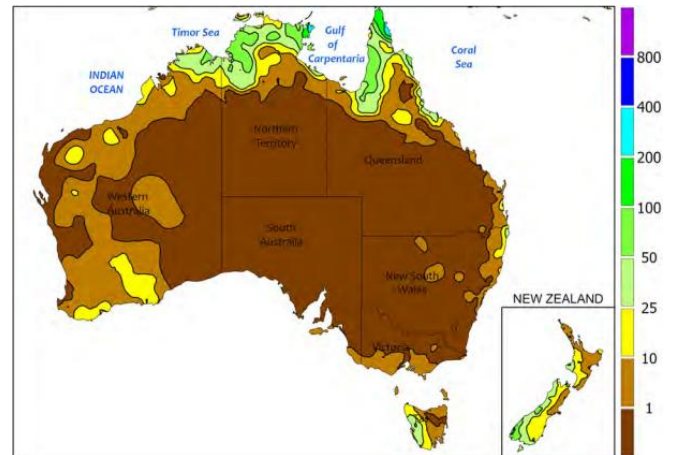 Timor Sea
Gulf
of
Carpentaria
Coral
Sea
INDIAN
OCEAN
Northern
Territory
Queensland
Western
Australia
South
Australia
New South
Wales
Victoria
NEW ZEALAND
800
400
200
100
50
25
10
1